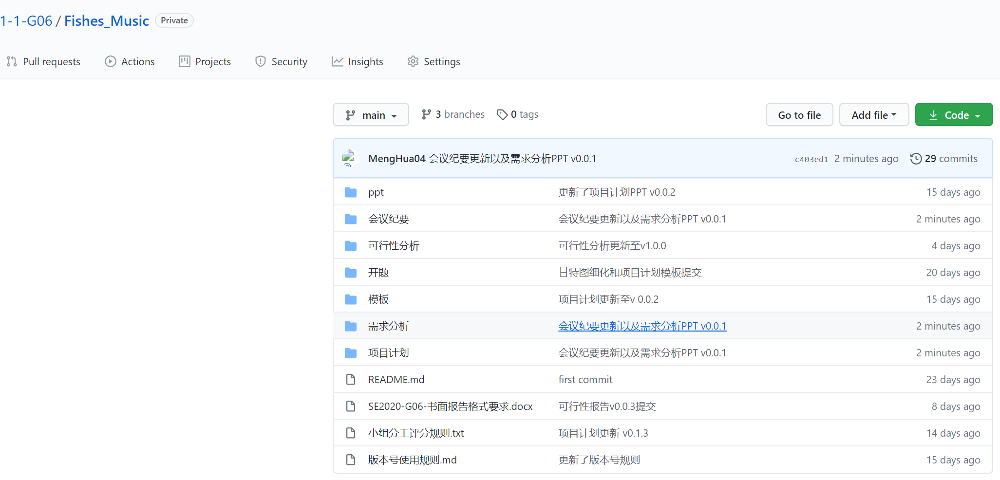 1-1-G06 / Fishes_Music Private
Pull requests Actions Projects Security Insights Settings
main 3 branches 0 tags Go to file Add file Code
MengHua04 会议纪要更新以及需求分析PPT v0.0.1 c403ed1 2 minutes ago 29 commits
ppt 更新了项目计划PPT v0.0.2 15 days ago
会议纪要 会议纪要更新以及需求分析PPT v0.0.1 2 minutes ago
可行性分析 可行性分析更新至v1.0.0 4 days ago
开题 甘特图细化和项目计划模板提交 20 days ago
模板 项目计划更新至v 0.0.2 15 days ago
需求分析 会议纪要更新以及需求分析PPT v0.0.1 2 minutes ago
项目计划 会议纪要更新以及需求分析PPT v0.0.1 2 minutes ago
README.md first commit 23 days ago
SE2020-G06-书面报告格式要求.docx 可行性报告v0.0.3提交 8 days ago
小组分工评分规则.txt 项目计划更新 v0.1.3 14 days ago
版本号使用规则.md 更新了版本号规则 15 days ago